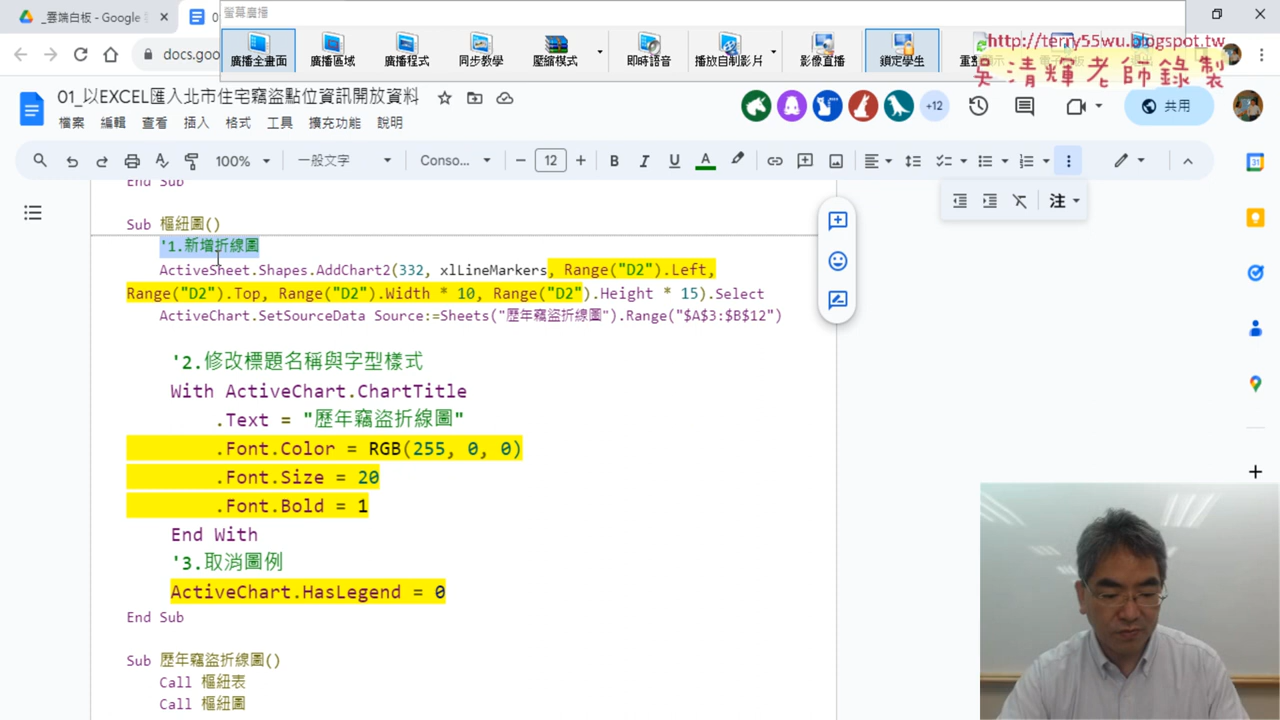 _雲端白板 - Google
螢幕廣播
廣播全畫面
廣播區域
廣播程式
同步教學
壓縮模式
即時語音
播放自製影片
影像直播
鎖定學生
http://terry55wu.blogspot.tw
吳清輝老師錄製
docs.goo
01_以EXCEL匯入北市住宅竊盜點位資訊開放資料
+12
共用
檔案 編輯 查看 插入 格式 工具 擴充功能 說明
100% 一般文字 Conso... 12 B I U A
注
End Sub
Sub 樞紐圖()
'1.新增折線圖
ActiveSheet.Shapes.AddChart2(332, xlLineMarkers, Range("D2").Left,
Range("D2").Top, Range("D2").Width * 10, Range("D2").Height * 15).Select
ActiveChart.SetSourceData Source:=Sheets("歷年竊盜折線圖").Range("$A$3:$B$12")
'2.修改標題名稱與字型樣式
With ActiveChart.ChartTitle
.Text = "歷年竊盜折線圖"
.Font.Color = RGB(255, 0, 0)
.Font.Size = 20
.Font.Bold = 1
End With
'3.取消圖例
ActiveChart.HasLegend = 0
End Sub
Sub 歷年竊盜折線圖()
Call 樞紐表
Call 樞紐圖